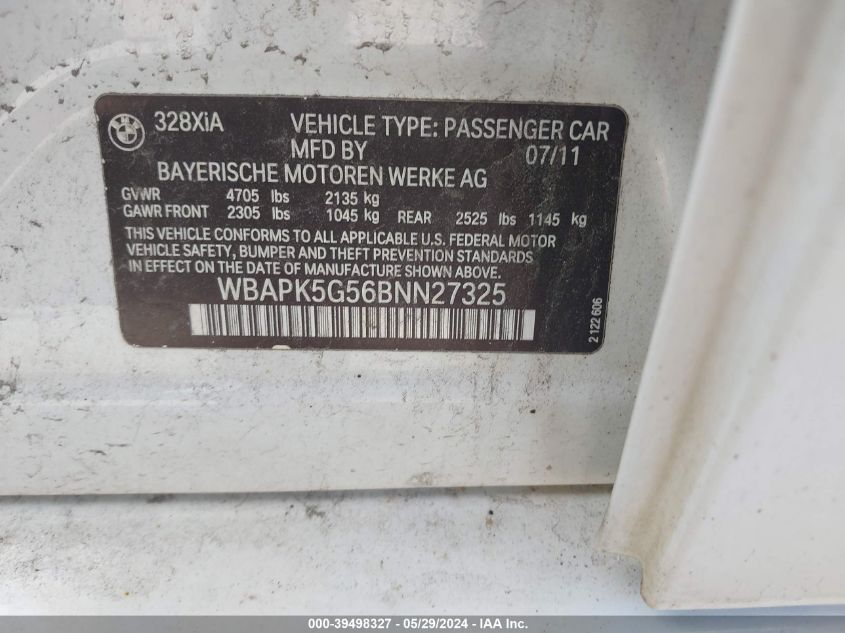 BMW
328XiA VEHICLE TYPE: PASSENGER CAR
MFD BY 07/11
BAYERISCHE MOTOREN WERKE AG
GVWR 4705 lbs 2135 kg
GAWR FRONT 2305 lbs 1045 kg REAR 2525 lbs 1145 kg
THIS VEHICLE CONFORMS TO ALL APPLICABLE U.S. FEDERAL MOTOR
VEHICLE SAFETY, BUMPER AND THEFT PREVENTION STANDARDS
IN EFFECT ON THE DATE OF MANUFACTURE SHOWN ABOVE.
WBAPK5G56BNN27325
2 122 606
000-39498327 - 05/29/2024 - IAA Inc.